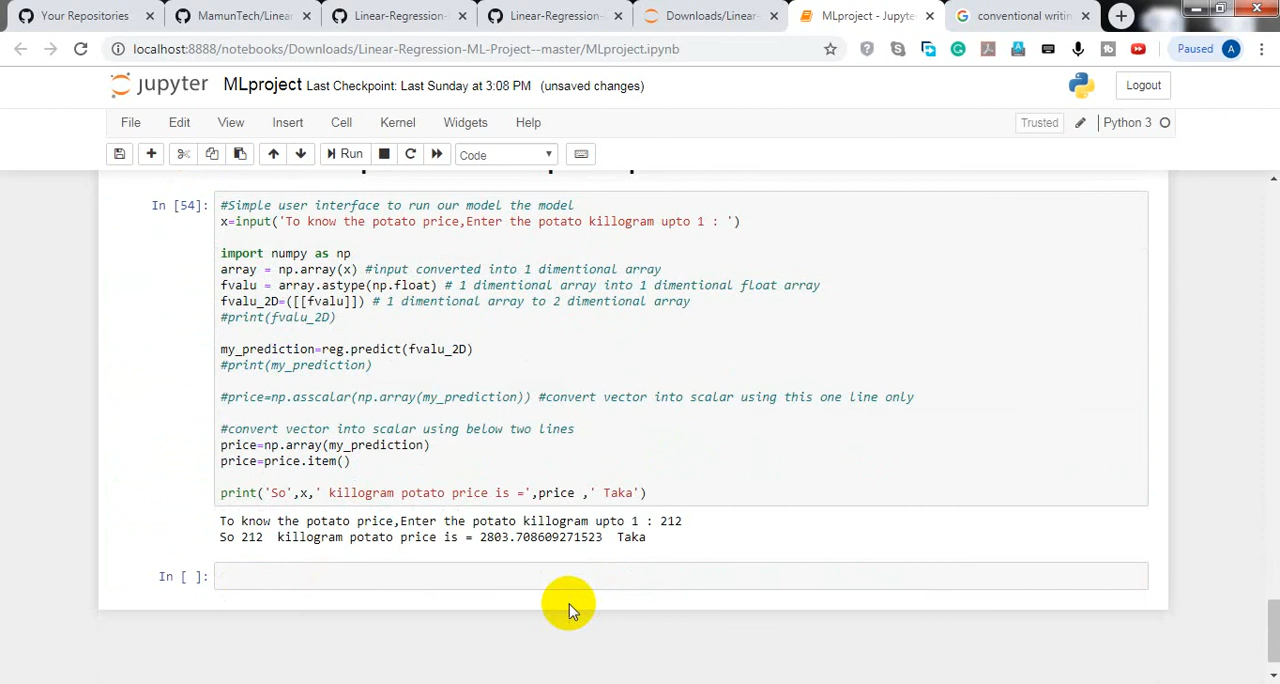 Your Repositories
MamunTech/Linear
Linear-Regression-
Linear-Regression-
Downloads/Linear-
MLproject - Jupyte
conventional writin
localhost:8888/notebooks/Downloads/Linear-Regression-ML-Project--master/MLproject.ipynb
Paused A
jupyter MLproject Last Checkpoint: Last Sunday at 3:08 PM (unsaved changes)
Logout
File Edit View Insert Cell Kernel Widgets Help
Trusted Python 3
Run Code
In [54]:
#Simple user interface to run our model the model
x=input('To know the potato price,Enter the potato killogram upto 1 : ')
import numpy as np
array = np.array(x) #input converted into 1 dimentional array
fvalu = array.astype(np.float) # 1 dimentional array into 1 dimentional float array
fvalu_2D=([[fvalu]]) # 1 dimentional array to 2 dimentional array
#print(fvalu_2D)
my_prediction=reg.predict(fvalu_2D)
#print(my_prediction)
#price=np.asscalar(np.array(my_prediction)) #convert vector into scalar using this one line only
#convert vector into scalar using below two lines
price=np.array(my_prediction)
price=price.item()
print('So',x,' killogram potato price is =',price ,' Taka')
To know the potato price,Enter the potato killogram upto 1 : 212
So 212  killogram potato price is = 2803.708609271523  Taka
In [ ]: